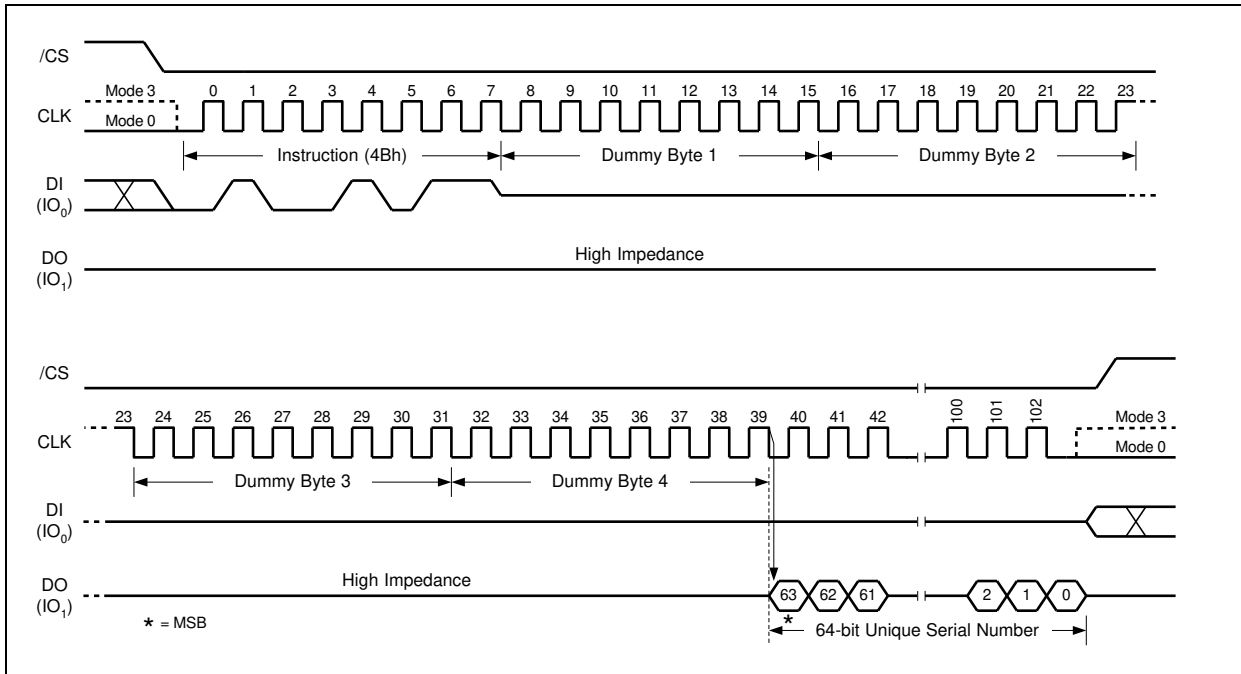 /CS
Mode 3
0 1 2 3 4 5 6 7 8 9 10 11 12 13 14 15 16 17 18 19 20 21 22 23
CLK
Mode 0
Instruction (4Bh)
Dummy Byte 1
Dummy Byte 2
DI
(IO0)
High Impedance
DO
(IO1)
/CS
23 24 25 26 27 28 29 30 31 32 33 34 35 36 37 38 39 40 41 42 100 101 102
Mode 3
CLK
Mode 0
Dummy Byte 3
Dummy Byte 4
DI
(IO0)
High Impedance
DO
(IO1)
63 62 61 2 1 0
* = MSB
*
64-bit Unique Serial Number